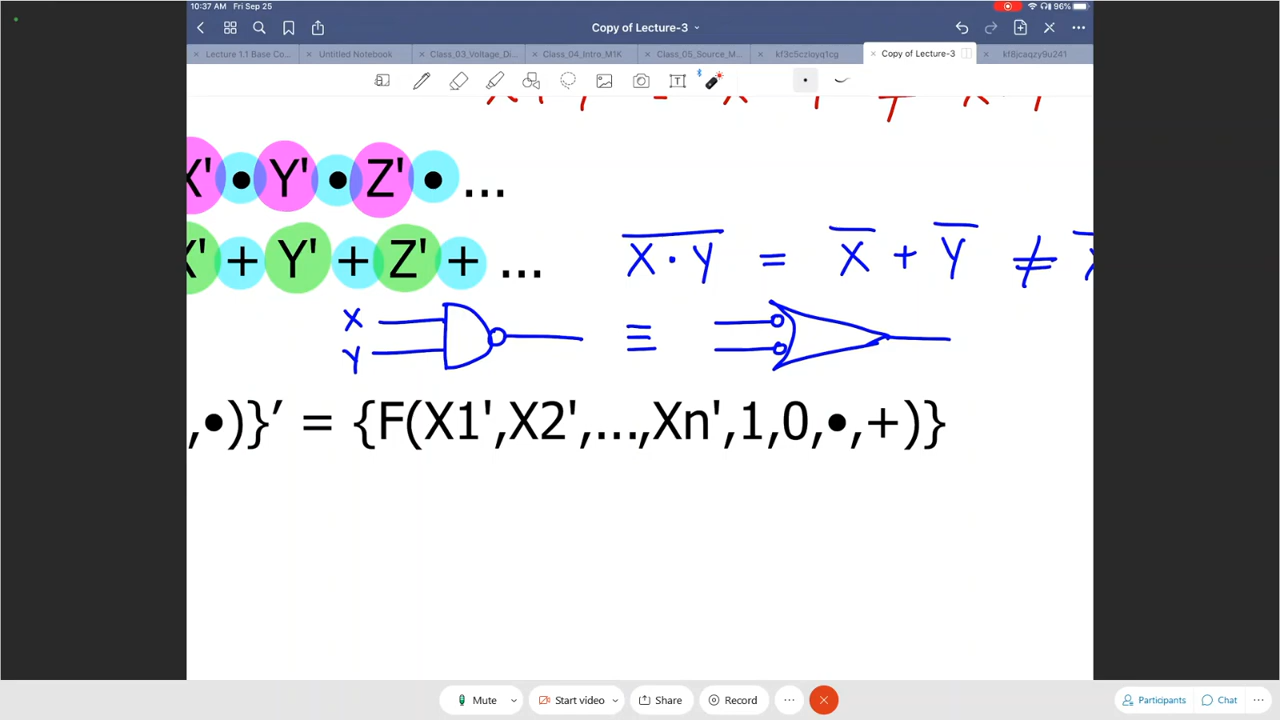 10:37 AM Fri Sep 25
96%
Copy of Lecture-3
Lecture 1.1 Base Co...
Untitled Notebook
Class_03_Voltage_Di...
Class_04_Intro_M1K
Class_05_Source_M...
kf3c5czloyq1cg
Copy of Lecture-3
kf8jcaqzy9u241
X'•Y'•Z'•...
X'+Y'+Z'+...
X̅·̅Y̅ = X̅ + Y̅ ≠
X
Y
≡
,•)}′ = {F(X1',X2',...,Xn',1,0,•,+)}
Mute
Start video
Share
Record
Participants
Chat